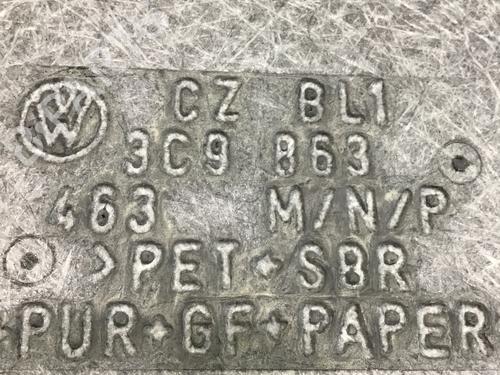 CZ BL1
3C9 863
463 M/N/P
>PET+SBR
+PUR+GF+PAPER